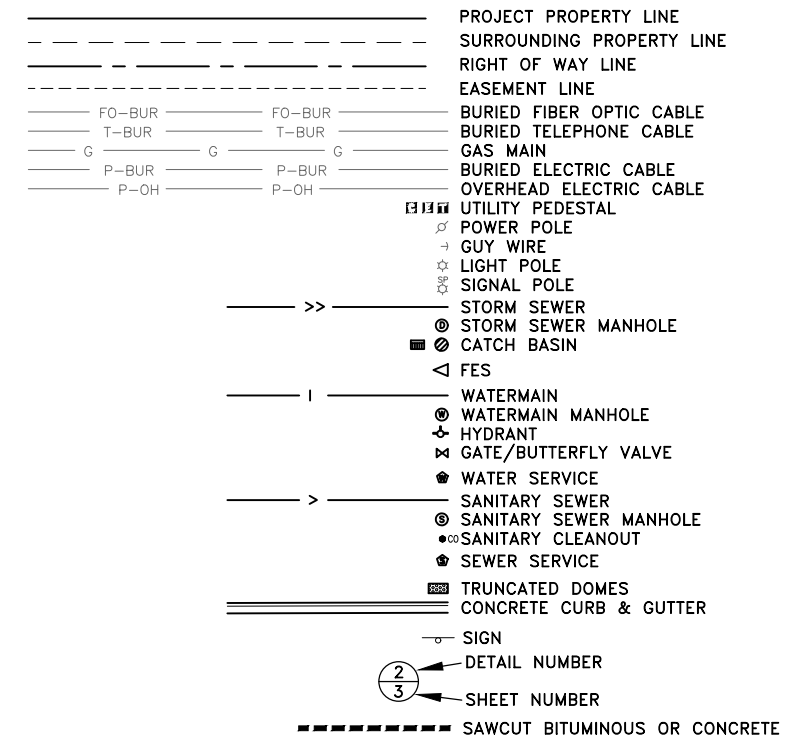 PROJECT PROPERTY LINE
SURROUNDING PROPERTY LINE
RIGHT OF WAY LINE
EASEMENT LINE
FO-BUR FO-BUR BURIED FIBER OPTIC CABLE
T-BUR T-BUR BURIED TELEPHONE CABLE
G G G GAS MAIN
P-BUR P-BUR BURIED ELECTRIC CABLE
P-OH P-OH OVERHEAD ELECTRIC CABLE
C E T UTILITY PEDESTAL
POWER POLE
GUY WIRE
LIGHT POLE
SP SIGNAL POLE
>> STORM SEWER
D STORM SEWER MANHOLE
CATCH BASIN
FES
I WATERMAIN
W WATERMAIN MANHOLE
HYDRANT
GATE/BUTTERFLY VALVE
W WATER SERVICE
> SANITARY SEWER
S SANITARY SEWER MANHOLE
CO SANITARY CLEANOUT
S SEWER SERVICE
TRUNCATED DOMES
CONCRETE CURB & GUTTER
SIGN
2 DETAIL NUMBER
3 SHEET NUMBER
SAWCUT BITUMINOUS OR CONCRETE